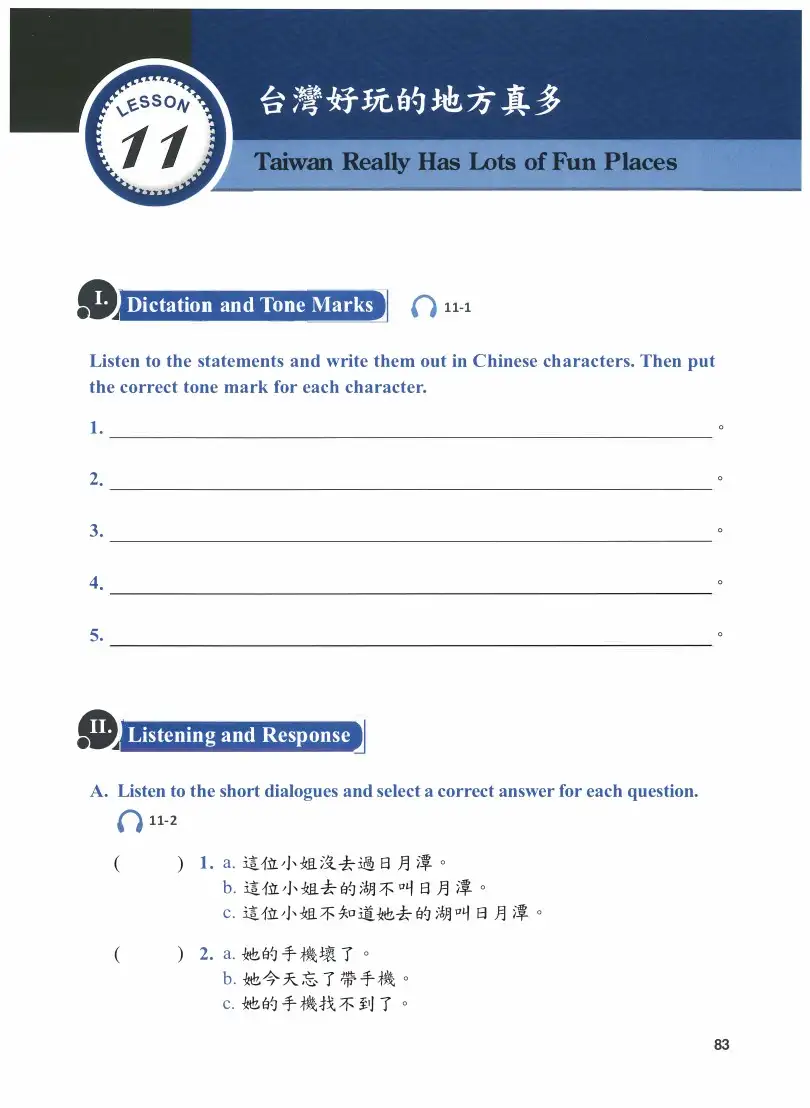 LESSON
11
台灣好玩的地方真多
Taiwan Really Has Lots of Fun Places
I. Dictation and Tone Marks 11-1
Listen to the statements and write them out in Chinese characters. Then put
the correct tone mark for each character.
1. 。
2. 。
3. 。
4. 。
5. 。
II. Listening and Response
A. Listen to the short dialogues and select a correct answer for each question.
11-2
( ) 1. a. 這位小姐沒去過日月潭。
b. 這位小姐去的湖不叫日月潭。
c. 這位小姐不知道她去的湖叫日月潭。
( ) 2. a. 她的手機壞了。
b. 她今天忘了帶手機。
c. 她的手機找不到了。
83